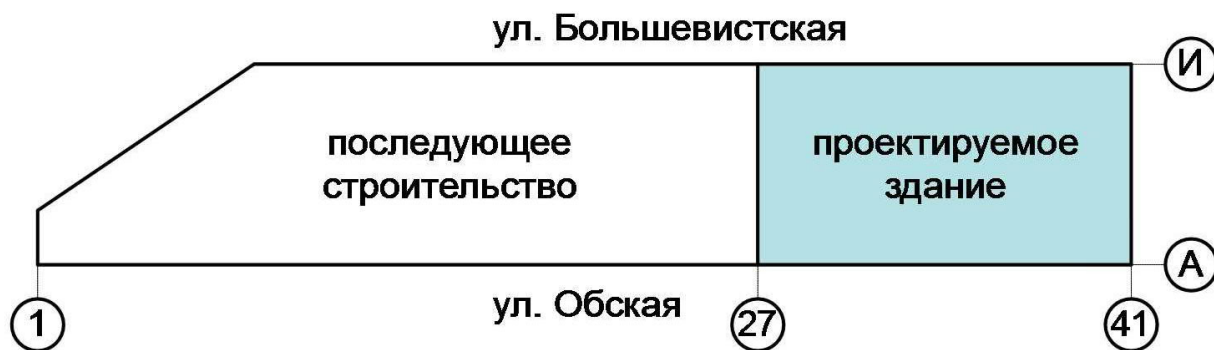 ул. Большевистская
И
последующее
строительство
проектируемое
здание
А
ул. Обская
1
27
41